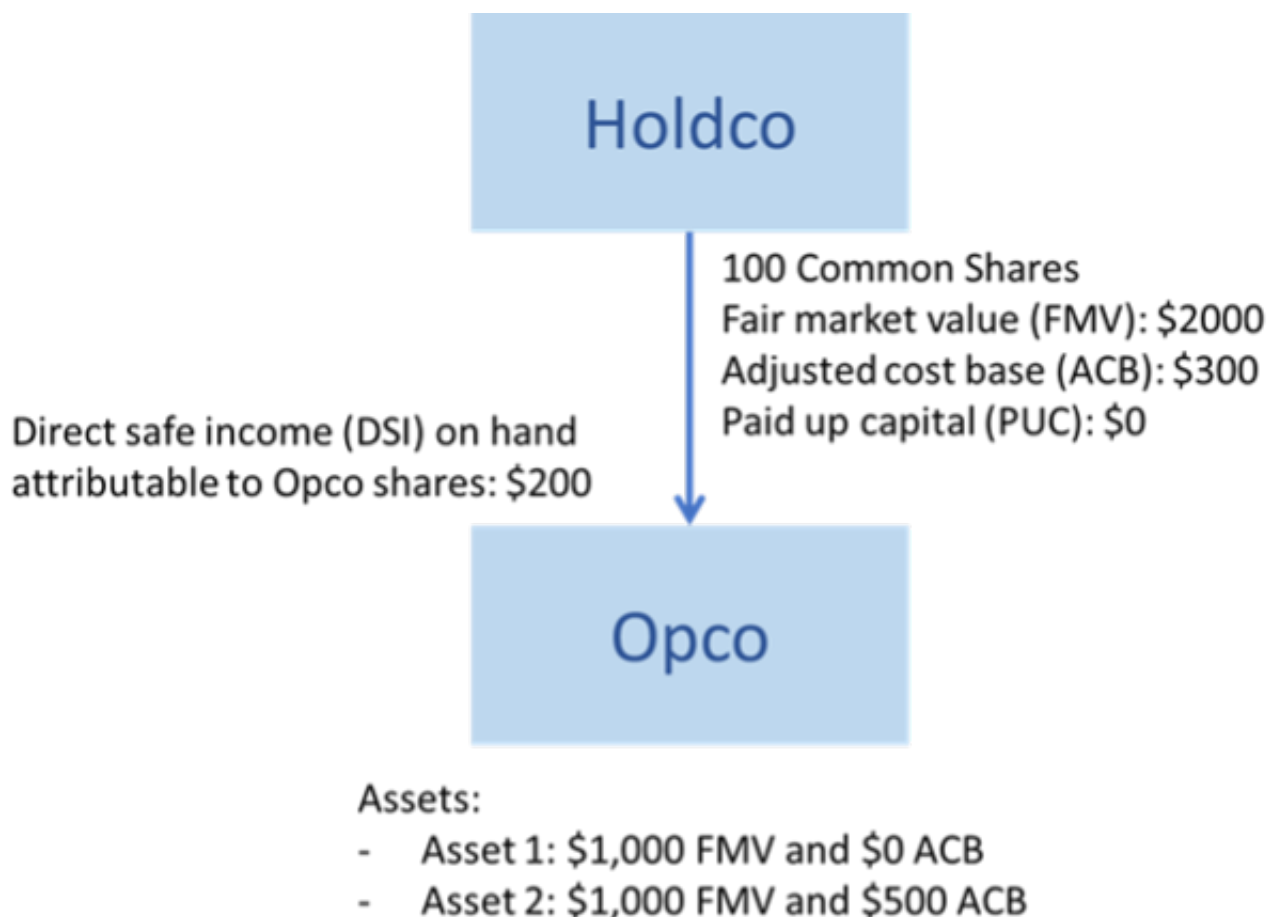 Holdco
100 Common Shares
Fair market value (FMV): $2000
Adjusted cost base (ACB): $300
Paid up capital (PUC): $0
Direct safe income (DSI) on hand
attributable to Opco shares: $200
Opco
Assets:
- Asset 1: $1,000 FMV and $0 ACB
- Asset 2: $1,000 FMV and $500 ACB